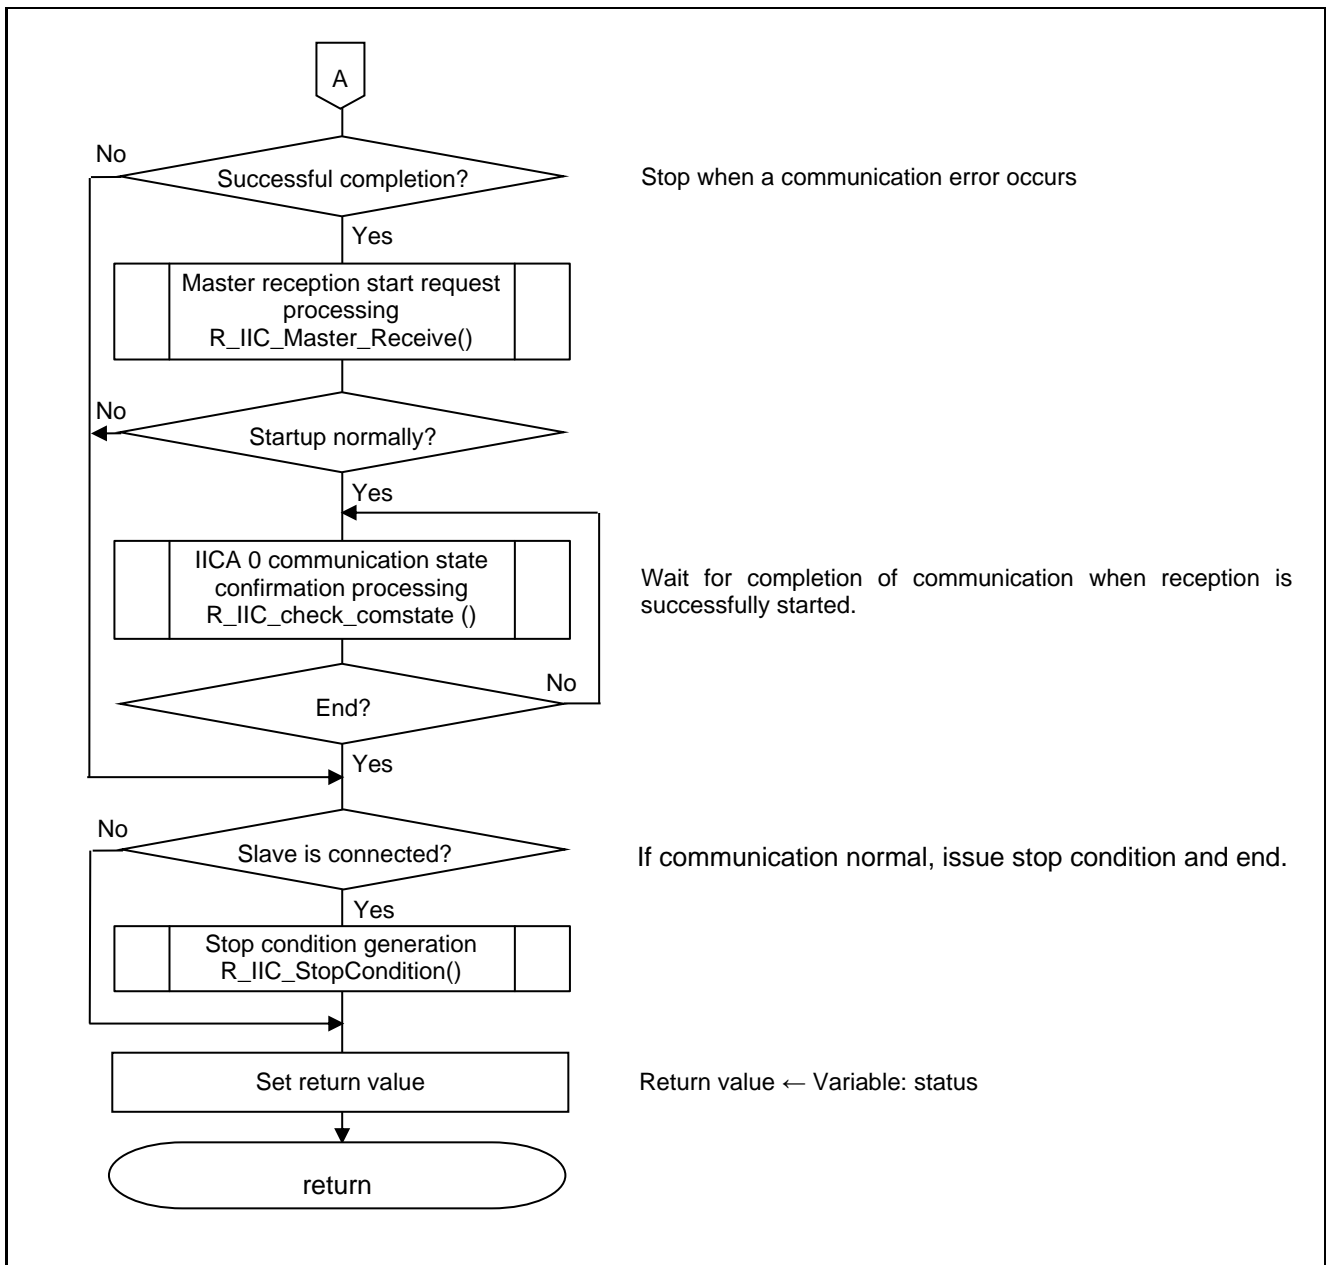 A
No
Successful completion?
Stop when a communication error occurs
Yes
Master reception start request
processing
R_IIC_Master_Receive()
No
Startup normally?
Yes
IICA 0 communication state
confirmation processing
R_IIC_check_comstate ()
Wait for completion of communication when reception is
successfully started.
No
End?
Yes
No
Slave is connected?
If communication normal, issue stop condition and end.
Yes
Stop condition generation
R_IIC_StopCondition()
Set return value
Return value ← Variable: status
return